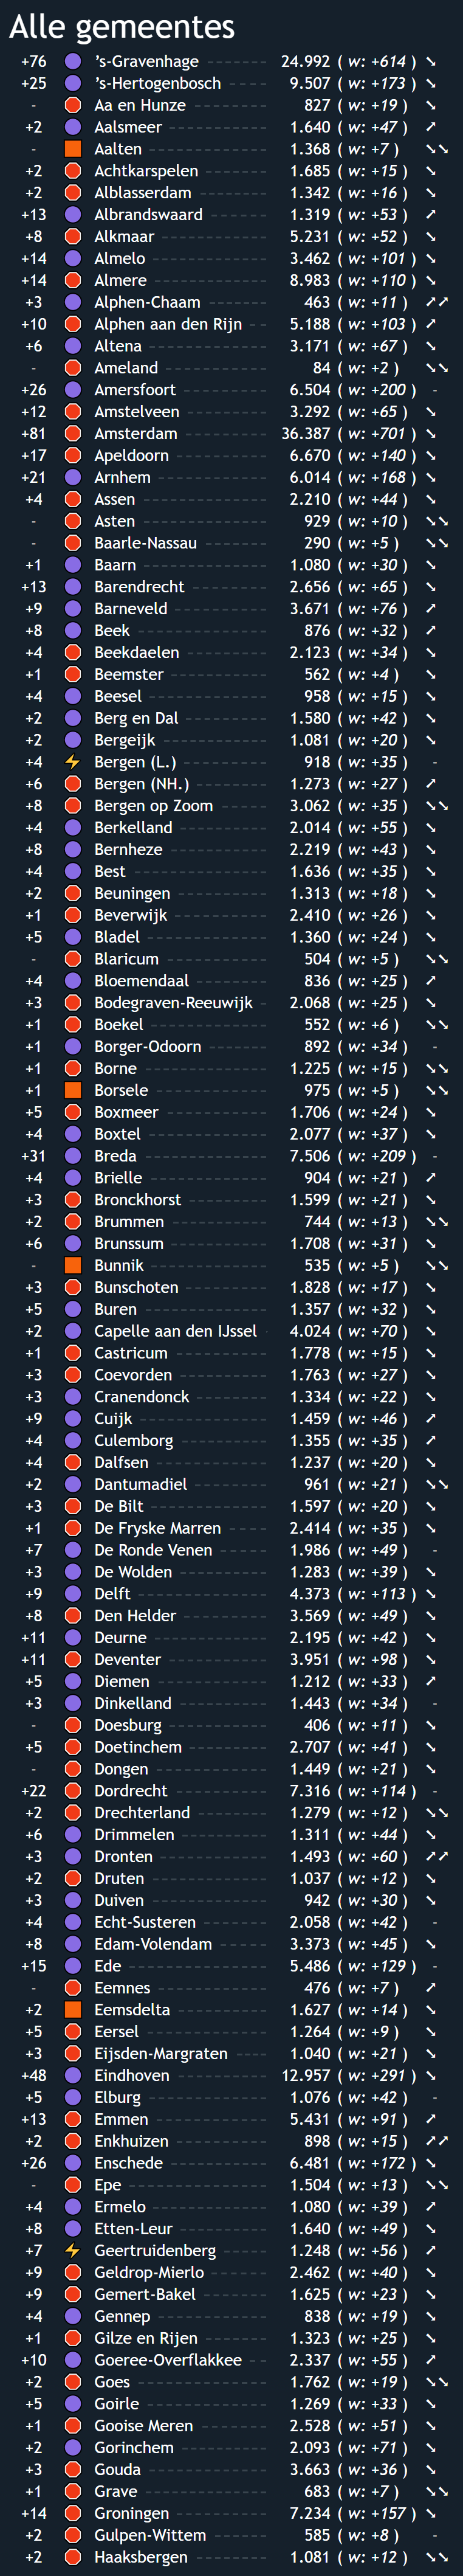 Alle gemeentes
+76 's-Gravenhage 24.992 ( w: +614 ) ↘
+25 's-Hertogenbosch 9.507 ( w: +173 ) ↘
- Aa en Hunze 827 ( w: +19 ) ↘
+2 Aalsmeer 1.640 ( w: +47 ) ↗
- Aalten 1.368 ( w: +7 ) ↘↘
+2 Achtkarspelen 1.685 ( w: +15 ) ↘
+2 Alblasserdam 1.342 ( w: +16 ) ↘
+13 Albrandswaard 1.319 ( w: +53 ) ↗
+8 Alkmaar 5.231 ( w: +52 ) ↘
+14 Almelo 3.462 ( w: +101 ) ↘
+14 Almere 8.983 ( w: +110 ) ↘
+3 Alphen-Chaam 463 ( w: +11 ) ↗↗
+10 Alphen aan den Rijn 5.188 ( w: +103 ) ↗
+6 Altena 3.171 ( w: +67 ) ↘
- Ameland 84 ( w: +2 ) ↘↘
+26 Amersfoort 6.504 ( w: +200 ) -
+12 Amstelveen 3.292 ( w: +65 ) ↘
+81 Amsterdam 36.387 ( w: +701 ) ↘
+17 Apeldoorn 6.670 ( w: +140 ) ↘
+21 Arnhem 6.014 ( w: +168 ) ↘
+4 Assen 2.210 ( w: +44 ) ↘
- Asten 929 ( w: +10 ) ↘↘
- Baarle-Nassau 290 ( w: +5 ) ↘↘
+1 Baarn 1.080 ( w: +30 ) ↘
+13 Barendrecht 2.656 ( w: +65 ) ↘
+9 Barneveld 3.671 ( w: +76 ) ↗
+8 Beek 876 ( w: +32 ) ↗
+4 Beekdaelen 2.123 ( w: +34 ) ↘
+1 Beemster 562 ( w: +4 ) ↘
+4 Beesel 958 ( w: +15 ) ↘
+2 Berg en Dal 1.580 ( w: +42 ) ↘
+2 Bergeijk 1.081 ( w: +20 ) ↘
+4 Bergen (L.) 918 ( w: +35 ) -
+6 Bergen (NH.) 1.273 ( w: +27 ) ↗
+8 Bergen op Zoom 3.062 ( w: +35 ) ↘↘
+4 Berkelland 2.014 ( w: +55 ) ↘
+8 Bernheze 2.219 ( w: +43 ) ↘
+4 Best 1.636 ( w: +35 ) ↘
+2 Beuningen 1.313 ( w: +18 ) ↘
+1 Beverwijk 2.410 ( w: +26 ) ↘
+5 Bladel 1.360 ( w: +24 ) ↘
- Blaricum 504 ( w: +5 ) ↘↘
+4 Bloemendaal 836 ( w: +25 ) ↗
+3 Bodegraven-Reeuwijk 2.068 ( w: +25 ) ↘
+1 Boekel 552 ( w: +6 ) ↘↘
+1 Borger-Odoorn 892 ( w: +34 ) -
+1 Borne 1.225 ( w: +15 ) ↘↘
+1 Borsele 975 ( w: +5 ) ↘↘
+5 Boxmeer 1.706 ( w: +24 ) ↘
+4 Boxtel 2.077 ( w: +37 ) ↘
+31 Breda 7.506 ( w: +209 ) -
+4 Brielle 904 ( w: +21 ) ↗
+3 Bronckhorst 1.599 ( w: +21 ) ↘
+2 Brummen 744 ( w: +13 ) ↘↘
+6 Brunssum 1.708 ( w: +31 ) ↘
- Bunnik 535 ( w: +5 ) ↘↘
+3 Bunschoten 1.828 ( w: +17 ) ↘
+5 Buren 1.357 ( w: +32 ) ↘
+2 Capelle aan den IJssel 4.024 ( w: +70 ) ↘
+1 Castricum 1.778 ( w: +15 ) ↘
+3 Coevorden 1.763 ( w: +27 ) ↘
+3 Cranendonck 1.334 ( w: +22 ) ↘
+9 Cuijk 1.459 ( w: +46 ) ↗
+4 Culemborg 1.355 ( w: +35 ) ↗
+4 Dalfsen 1.237 ( w: +20 ) ↘
+2 Dantumadiel 961 ( w: +21 ) ↘↘
+3 De Bilt 1.597 ( w: +20 ) ↘
+1 De Fryske Marren 2.414 ( w: +35 ) ↘
+7 De Ronde Venen 1.986 ( w: +49 ) -
+3 De Wolden 1.283 ( w: +39 ) ↘
+9 Delft 4.373 ( w: +113 ) ↘
+8 Den Helder 3.569 ( w: +49 ) ↘
+11 Deurne 2.195 ( w: +42 ) ↘
+11 Deventer 3.951 ( w: +98 ) ↘
+5 Diemen 1.212 ( w: +33 ) ↗
+3 Dinkelland 1.443 ( w: +34 ) -
- Doesburg 406 ( w: +11 ) ↘
+5 Doetinchem 2.707 ( w: +41 ) ↘
- Dongen 1.449 ( w: +21 ) ↘
+22 Dordrecht 7.316 ( w: +114 ) -
+2 Drechterland 1.279 ( w: +12 ) ↘↘
+6 Drimmelen 1.311 ( w: +44 ) ↘
+3 Dronten 1.493 ( w: +60 ) ↗↗
+2 Druten 1.037 ( w: +12 ) ↘
+3 Duiven 942 ( w: +30 ) ↘
+4 Echt-Susteren 2.058 ( w: +42 ) -
+8 Edam-Volendam 3.373 ( w: +45 ) ↘
+15 Ede 5.486 ( w: +129 ) -
- Eemnes 476 ( w: +7 ) ↗
+2 Eemsdelta 1.627 ( w: +14 ) ↘
+5 Eersel 1.264 ( w: +9 ) ↘
+3 Eijsden-Margraten 1.040 ( w: +21 ) ↘
+48 Eindhoven 12.957 ( w: +291 ) ↘
+5 Elburg 1.076 ( w: +42 ) -
+13 Emmen 5.431 ( w: +91 ) ↗
+2 Enkhuizen 898 ( w: +15 ) ↗↗
+26 Enschede 6.481 ( w: +172 ) ↘
- Epe 1.504 ( w: +13 ) ↘↘
+4 Ermelo 1.080 ( w: +39 ) ↗
+8 Etten-Leur 1.640 ( w: +49 ) ↘
+7 Geertruidenberg 1.248 ( w: +56 ) ↗
+9 Geldrop-Mierlo 2.462 ( w: +40 ) ↘
+9 Gemert-Bakel 1.625 ( w: +23 ) ↘
+4 Gennep 838 ( w: +19 ) ↘
+1 Gilze en Rijen 1.323 ( w: +25 ) ↘
+10 Goeree-Overflakkee 2.337 ( w: +55 ) ↗
+2 Goes 1.762 ( w: +19 ) ↘↘
+5 Goirle 1.269 ( w: +33 ) ↘
+1 Gooise Meren 2.528 ( w: +51 ) ↘
+2 Gorinchem 2.093 ( w: +71 ) ↘
+3 Gouda 3.663 ( w: +36 ) ↘
+1 Grave 683 ( w: +7 ) ↘↘
+14 Groningen 7.234 ( w: +157 ) ↘
+2 Gulpen-Wittem 585 ( w: +8 ) -
+2 Haaksbergen 1.081 ( w: +12 ) ↘↘